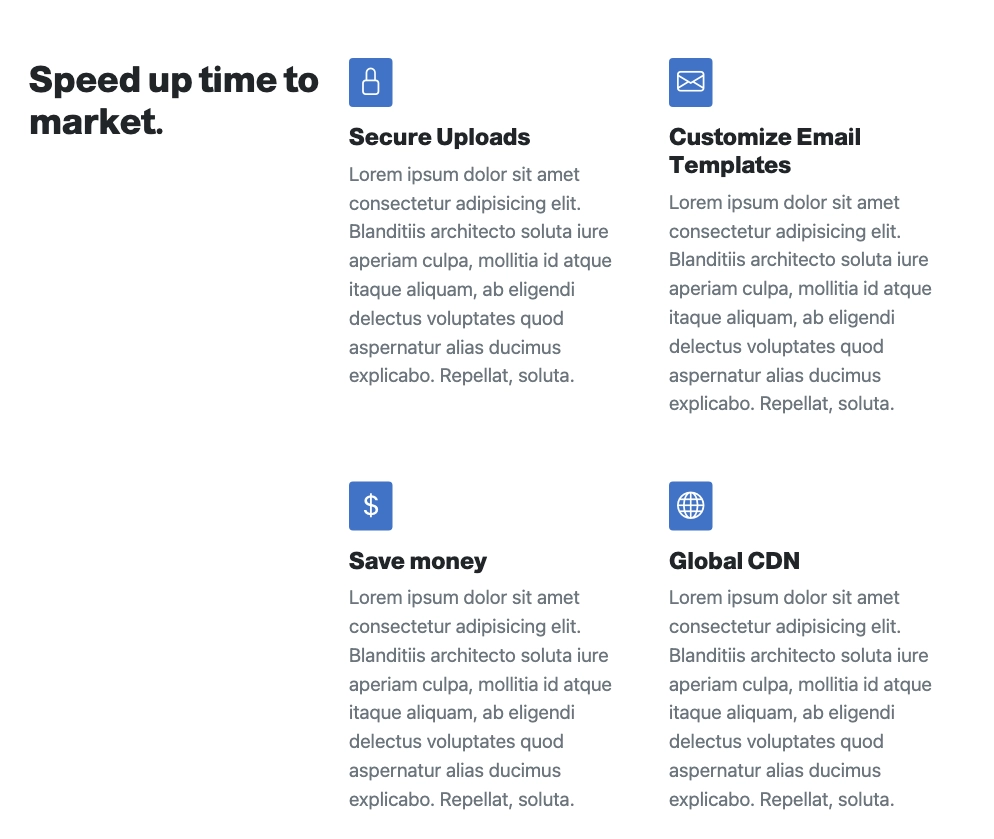 Speed up time to
market.
Secure Uploads
Lorem ipsum dolor sit amet
consectetur adipisicing elit.
Blanditiis architecto soluta iure
aperiam culpa, mollitia id atque
itaque aliquam, ab eligendi
delectus voluptates quod
aspernatur alias ducimus
explicabo. Repellat, soluta.
Customize Email
Templates
Lorem ipsum dolor sit amet
consectetur adipisicing elit.
Blanditiis architecto soluta iure
aperiam culpa, mollitia id atque
itaque aliquam, ab eligendi
delectus voluptates quod
aspernatur alias ducimus
explicabo. Repellat, soluta.
$
Save money
Lorem ipsum dolor sit amet
consectetur adipisicing elit.
Blanditiis architecto soluta iure
aperiam culpa, mollitia id atque
itaque aliquam, ab eligendi
delectus voluptates quod
aspernatur alias ducimus
explicabo. Repellat, soluta.
Global CDN
Lorem ipsum dolor sit amet
consectetur adipisicing elit.
Blanditiis architecto soluta iure
aperiam culpa, mollitia id atque
itaque aliquam, ab eligendi
delectus voluptates quod
aspernatur alias ducimus
explicabo. Repellat, soluta.